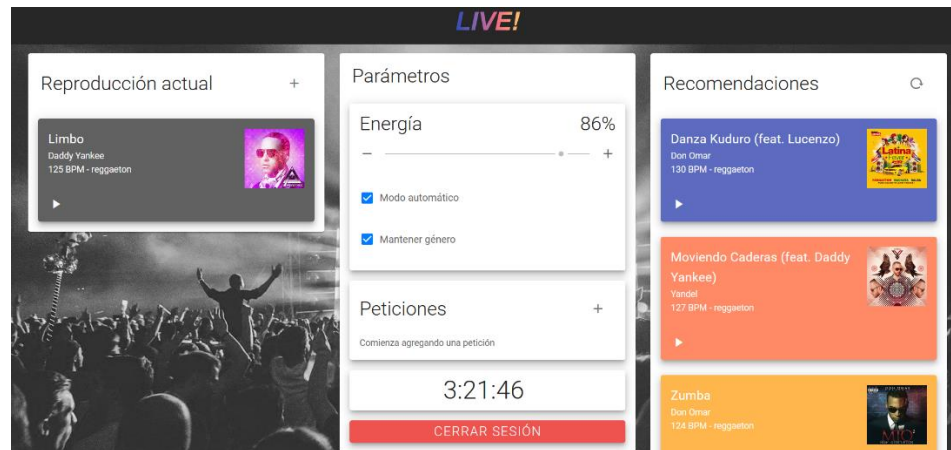 LIVE!
Reproducción actual
+
Limbo
Daddy Yankee
125 BPM - reggaeton
Parámetros
Energía
86%
− +
Modo automático
Mantener género
Peticiones
+
Comienza agregando una petición
3:21:46
CERRAR SESIÓN
Recomendaciones
Danza Kuduro (feat. Lucenzo)
Don Omar
130 BPM - reggaeton
Latina
Moviendo Caderas (feat. Daddy
Yankee)
Yandel
127 BPM - reggaeton
Zumba
Don Omar
124 BPM - reggaeton